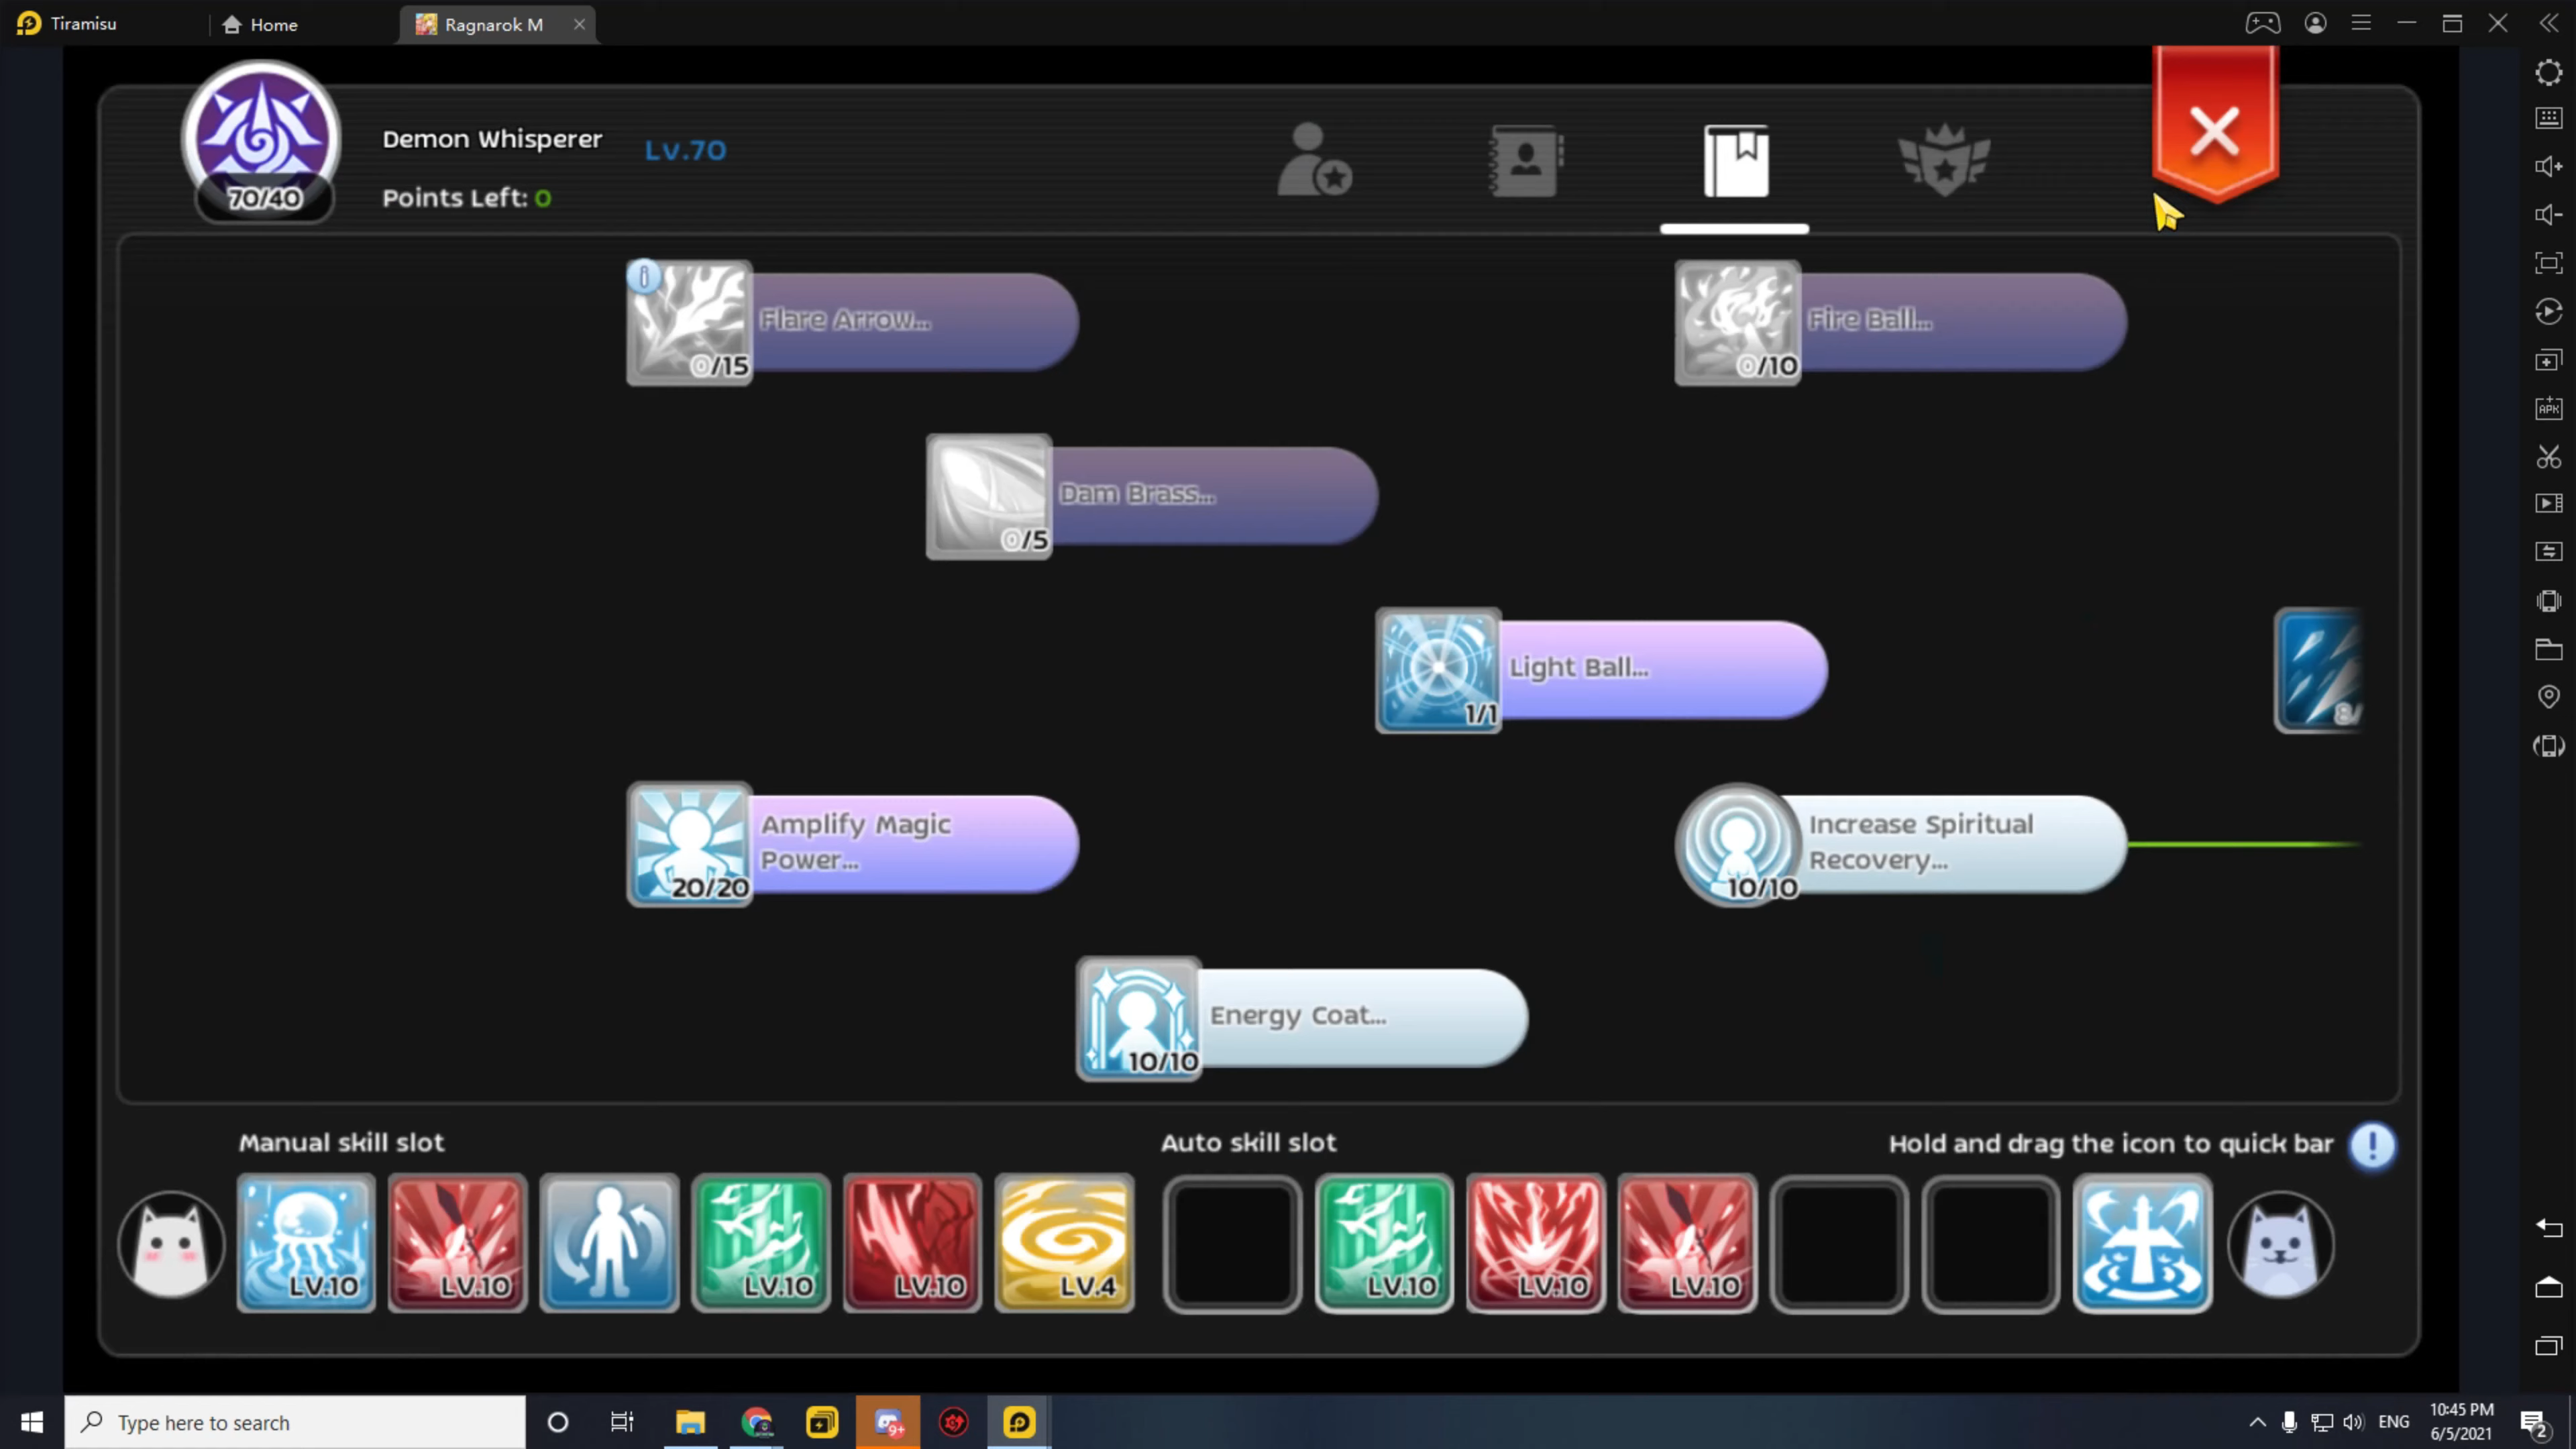 Tiramisu
Home
Ragnarok M
Demon Whisperer
Lv.70
70/40
Points Left: 0
Flare Arrow...
0/15
Fire Ball...
0/10
Dam Brass...
0/5
Light Ball...
1/1
8/
Amplify Magic
Power...
20/20
Increase Spiritual
Recovery...
10/10
Energy Coat...
10/10
Manual skill slot
Auto skill slot
Hold and drag the icon to quick bar
LV.10
LV.10
LV.10
LV.10
LV.4
LV.10
LV.10
LV.10
APK
Type here to search
9+
ENG
10:45 PM
6/5/2021
2